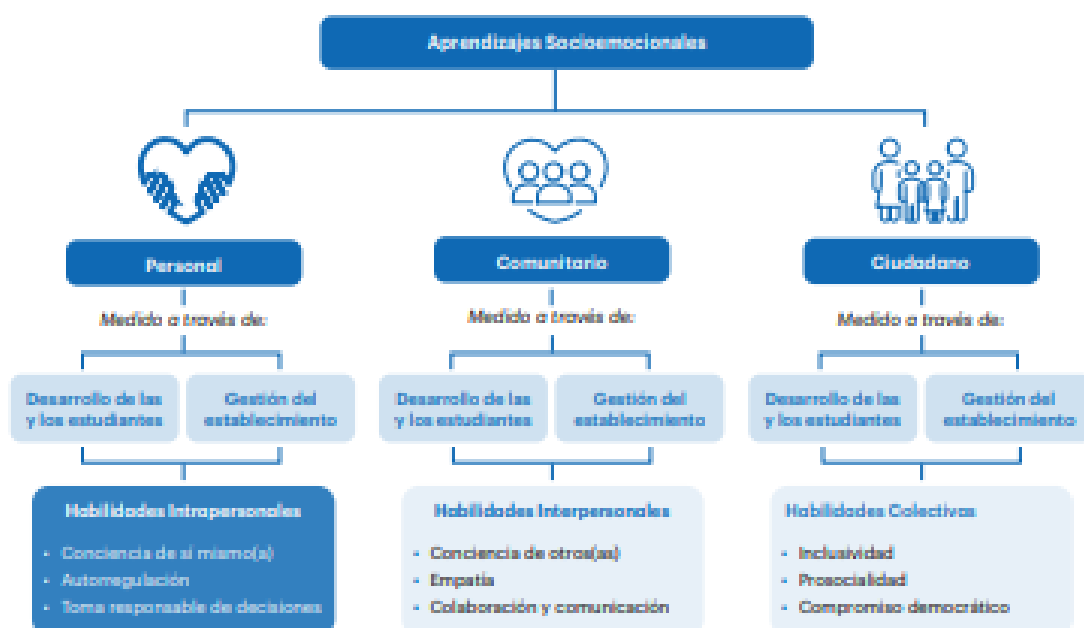 Aprendizajes Socioemocionales
Personal
Medido a través de:
Desarrollo de las
y los estudiantes
Gestión del
establecimiento
Habilidades Intrapersonales
• Conciencia de sí mismo(a)
• Autorregulación
• Toma responsable de decisiones
Comunitario
Medido a través de:
Desarrollo de las
y los estudiantes
Gestión del
establecimiento
Habilidades Interpersonales
• Conciencia de otros(as)
• Empatía
• Colaboración y comunicación
Ciudadano
Medido a través de:
Desarrollo de las
y los estudiantes
Gestión del
establecimiento
Habilidades Colectivas
• Inclusividad
• Prosocialidad
• Compromiso democrático